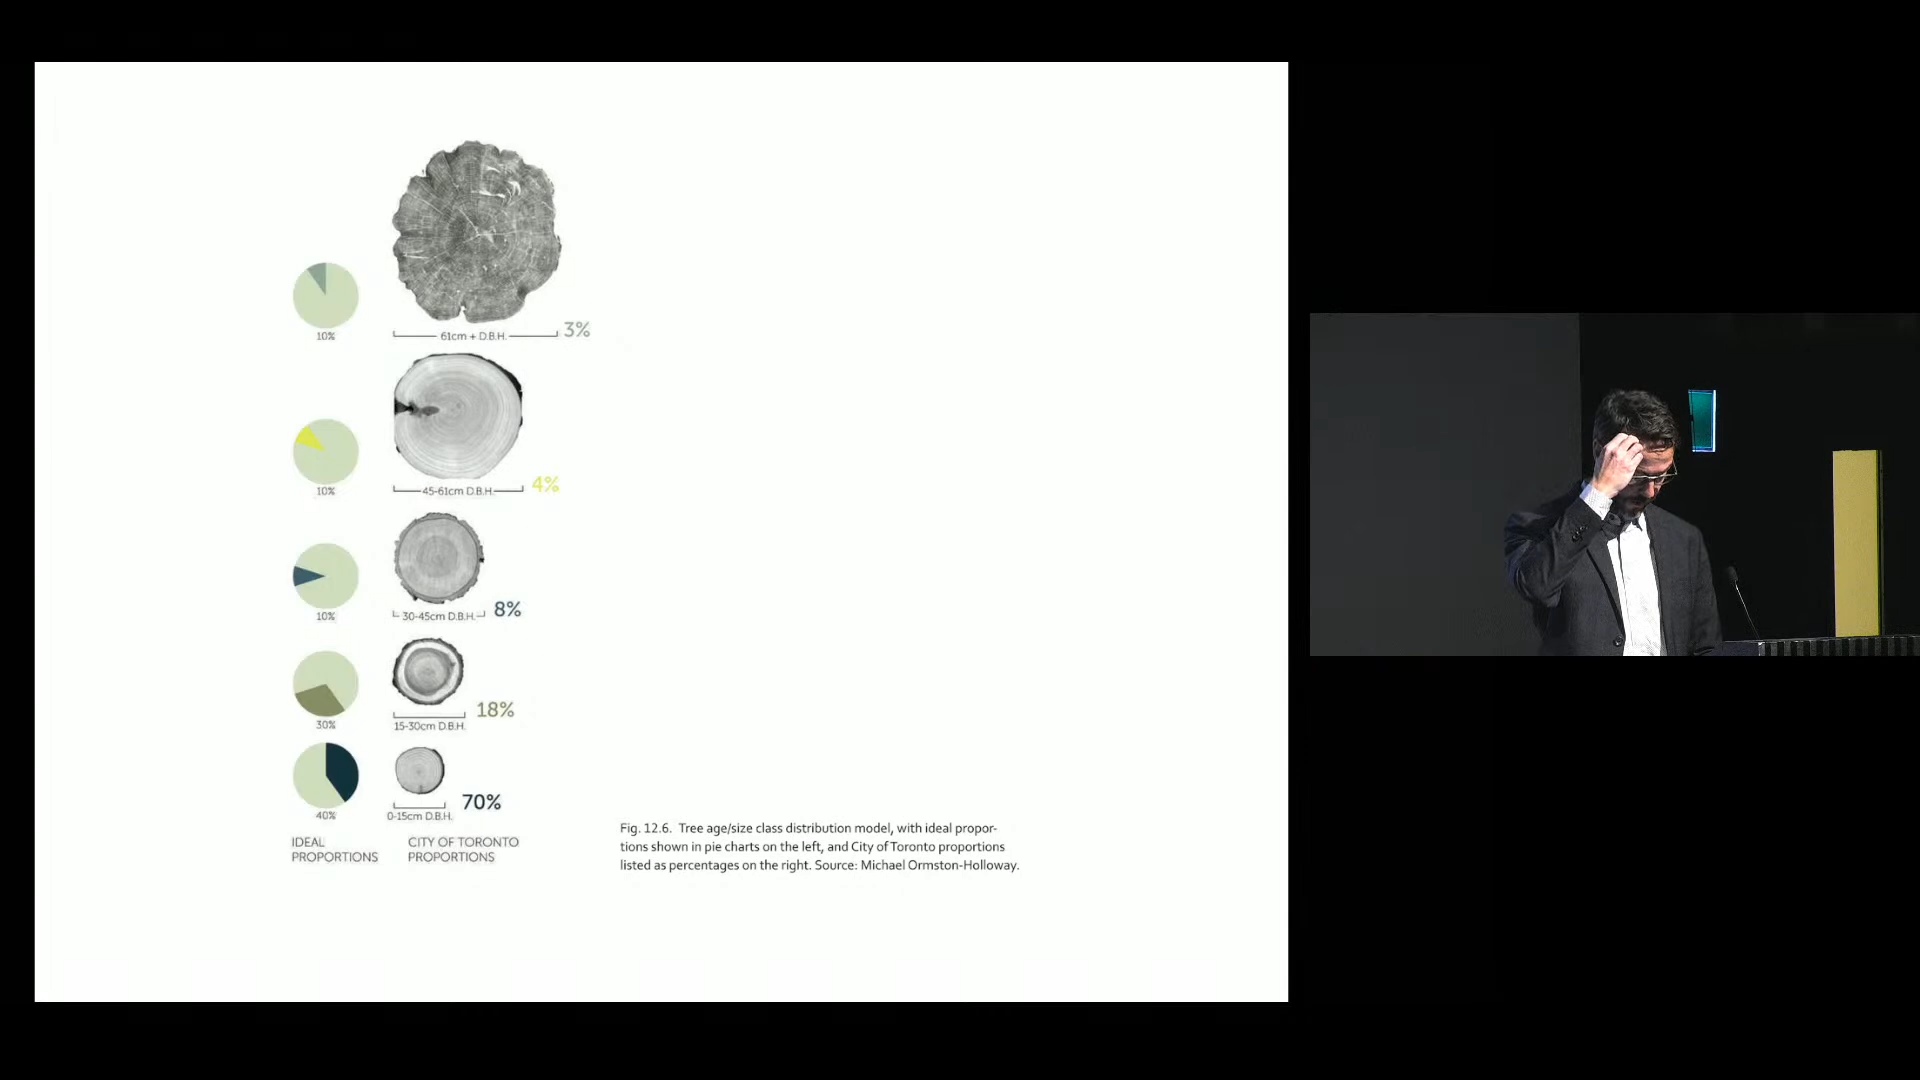 10%
61cm + D.B.H.
3%
10%
45-61cm D.B.H.
4%
10%
30-45cm D.B.H.
8%
30%
15-30cm D.B.H.
18%
40%
0-15cm D.B.H.
70%
IDEAL
PROPORTIONS
CITY OF TORONTO
PROPORTIONS
Fig. 12.6. Tree age/size class distribution model, with ideal propor-
tions shown in pie charts on the left, and City of Toronto proportions
listed as percentages on the right. Source: Michael Ormston-Holloway.